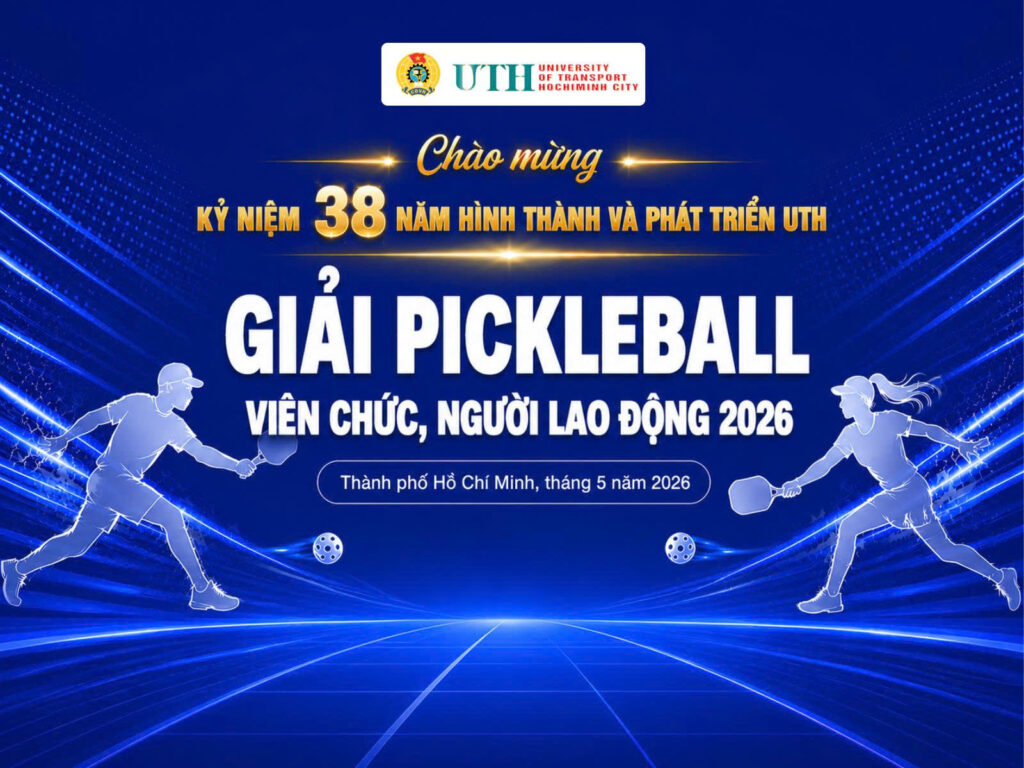 UTH
UNIVERSITY
OF TRANSPORT
HOCHIMINH CITY
Chào mừng
KỶ NIỆM 38 NĂM HÌNH THÀNH VÀ PHÁT TRIỂN UTH
GIẢI PICKLEBALL
VIÊN CHỨC, NGƯỜI LAO ĐỘNG 2026
Thành phố Hồ Chí Minh, tháng 5 năm 2026